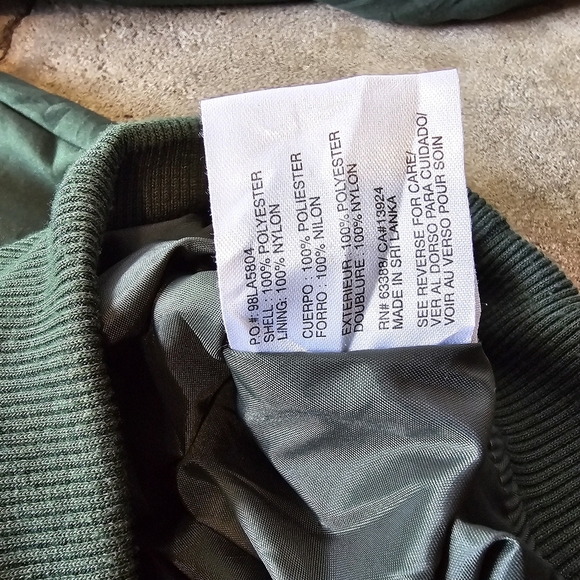 P.O.#: 98LA5804
SHELL : 100% POLYESTER
LINING: 100% NYLON
CUERPO : 100% POLIESTER
FORRO : 100% NILON
EXTERIEUR :100% POLYESTER
DOUBLURE : 100% NYLON
RN# 63389/ CA#13924
MADE IN SRI LANKA
SEE REVERSE FOR CARE/
VER AL DORSO PARA CUIDADO/
VOIR AU VERSO POUR SOIN